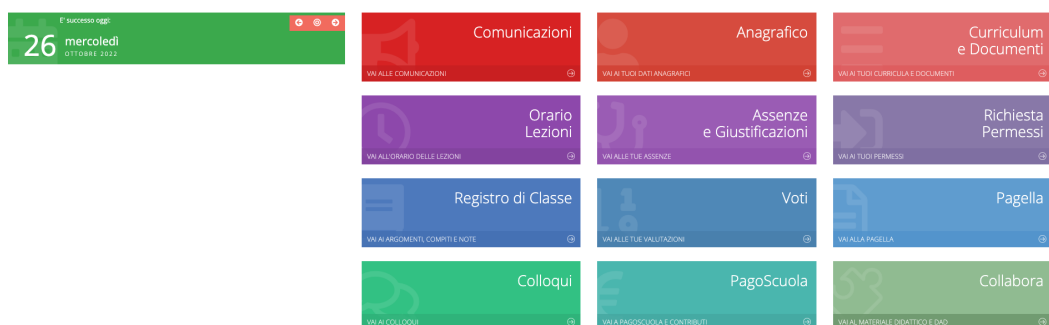 E' successo oggi:
26
mercoledì
OTTOBRE 2022
Comunicazioni
VAI ALLE COMUNICAZIONI
Anagrafico
VAI AI TUOI DATI ANAGRAFICI
Curriculum
e Documenti
VAI AI TUOI CURRICULA E DOCUMENTI
Orario
Lezioni
VAI ALL'ORARIO DELLE LEZIONI
Assenze
e Giustificazioni
VAI ALLE TUE ASSENZE
Richiesta
Permessi
VAI AI TUOI PERMESSI
Registro di Classe
VAI AI ARGOMENTI, COMPITI E NOTE
Voti
VAI ALLE TUE VALUTAZIONI
Pagella
VAI ALLA PAGELLA
Colloqui
VAI AI COLLOQUI
PagoScuola
VAI A PAGOSCUOLA E CONTRIBUTI
Collabora
VAI AL MATERIALE DIDATTICO E DAD